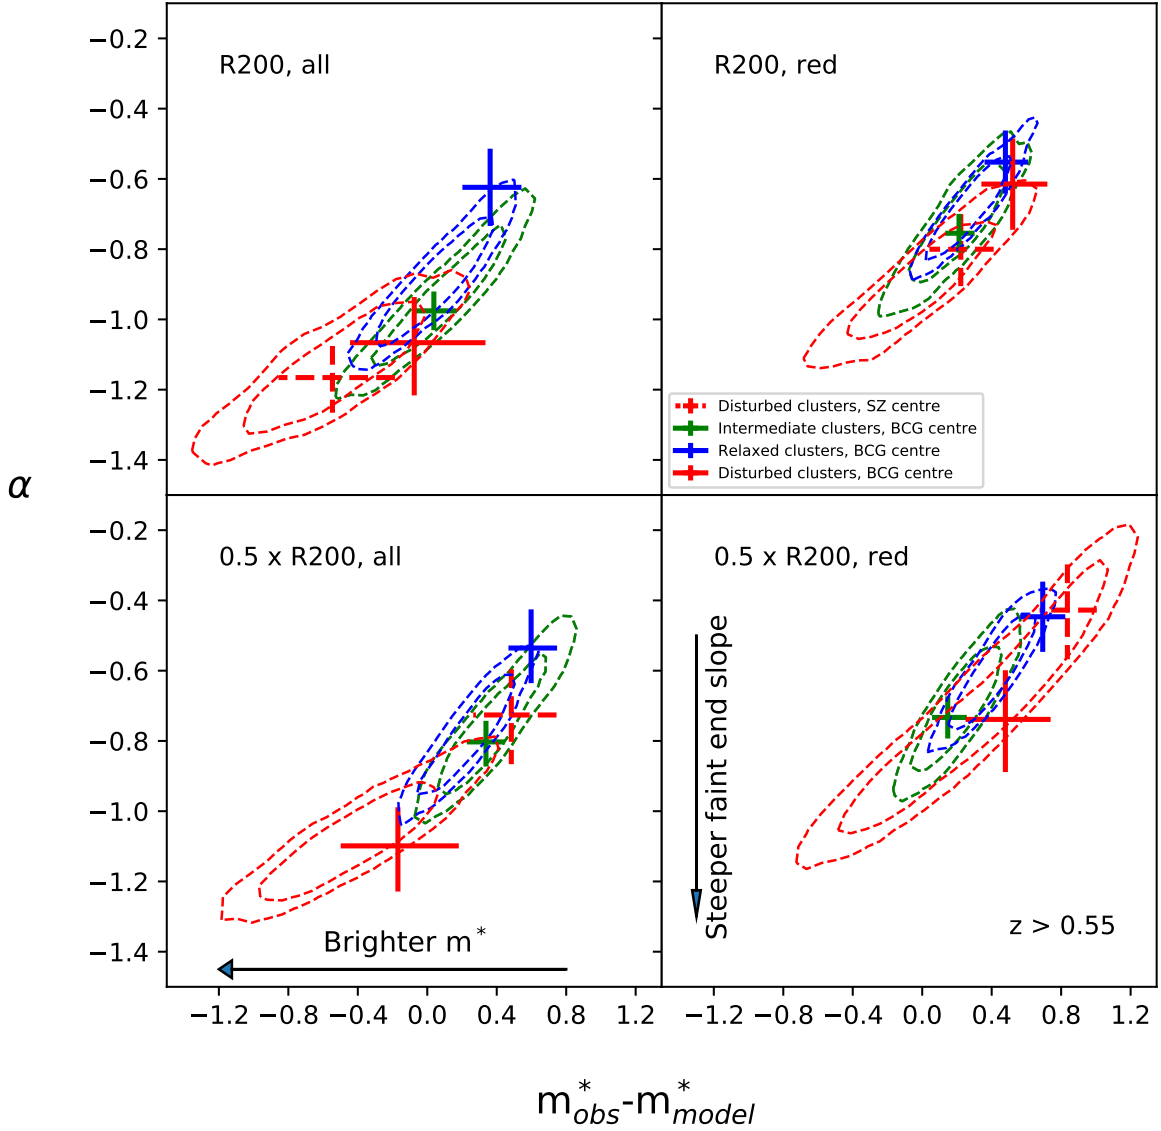 R200, all
R200, red
−0.2
−0.4
−0.6
−0.8
−1.0
−1.2
−1.4
Disturbed clusters, SZ centre
Intermediate clusters, BCG centre
Relaxed clusters, BCG centre
Disturbed clusters, BCG centre
α
0.5 x R200, all
0.5 x R200, red
−0.2
−0.4
−0.6
−0.8
−1.0
−1.2
−1.4
Steeper faint end slope
z > 0.55
Brighter m*
−1.2 −0.8 −0.4 0.0 0.4 0.8 1.2
−1.2 −0.8 −0.4 0.0 0.4 0.8 1.2
m*obs-m*model